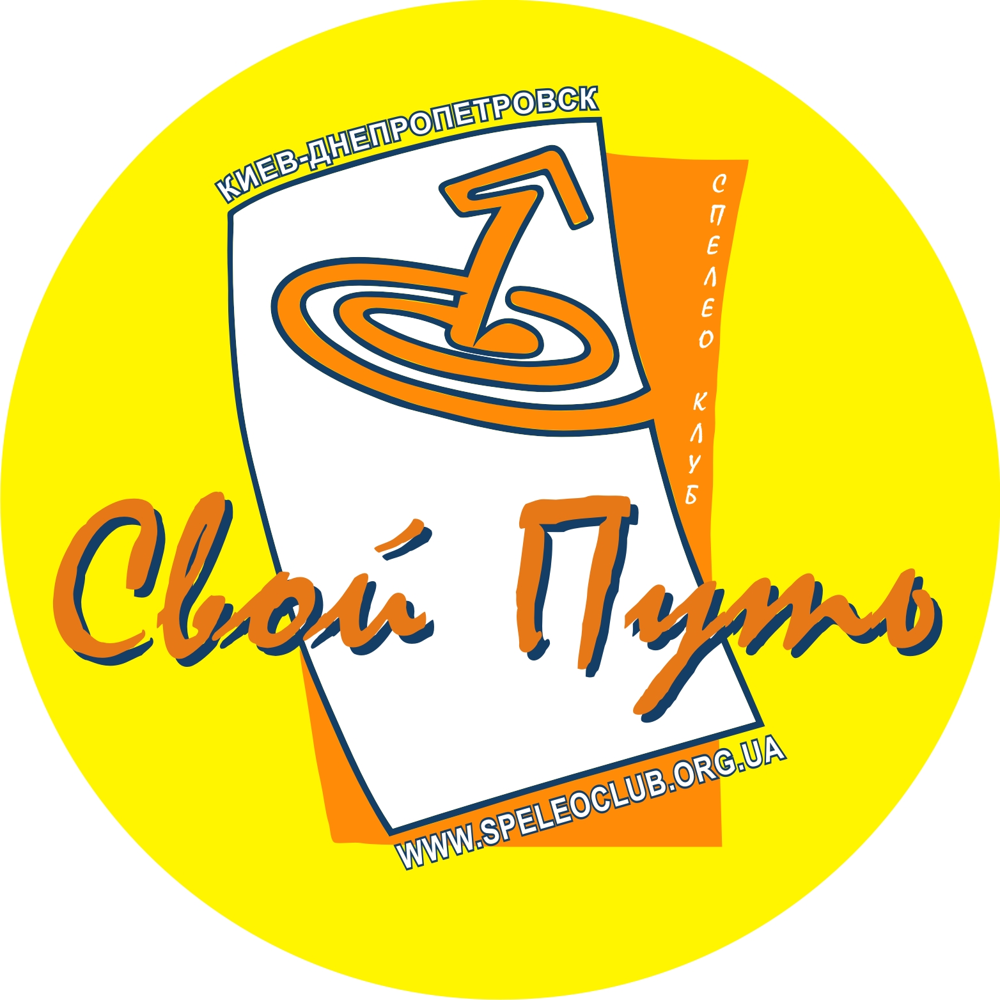 КИЕВ-ДНЕПРОПЕТРОВСК
СПЕЛЕО КЛУБ
Свой Путь
WWW.SPELEOCLUB.ORG.UA